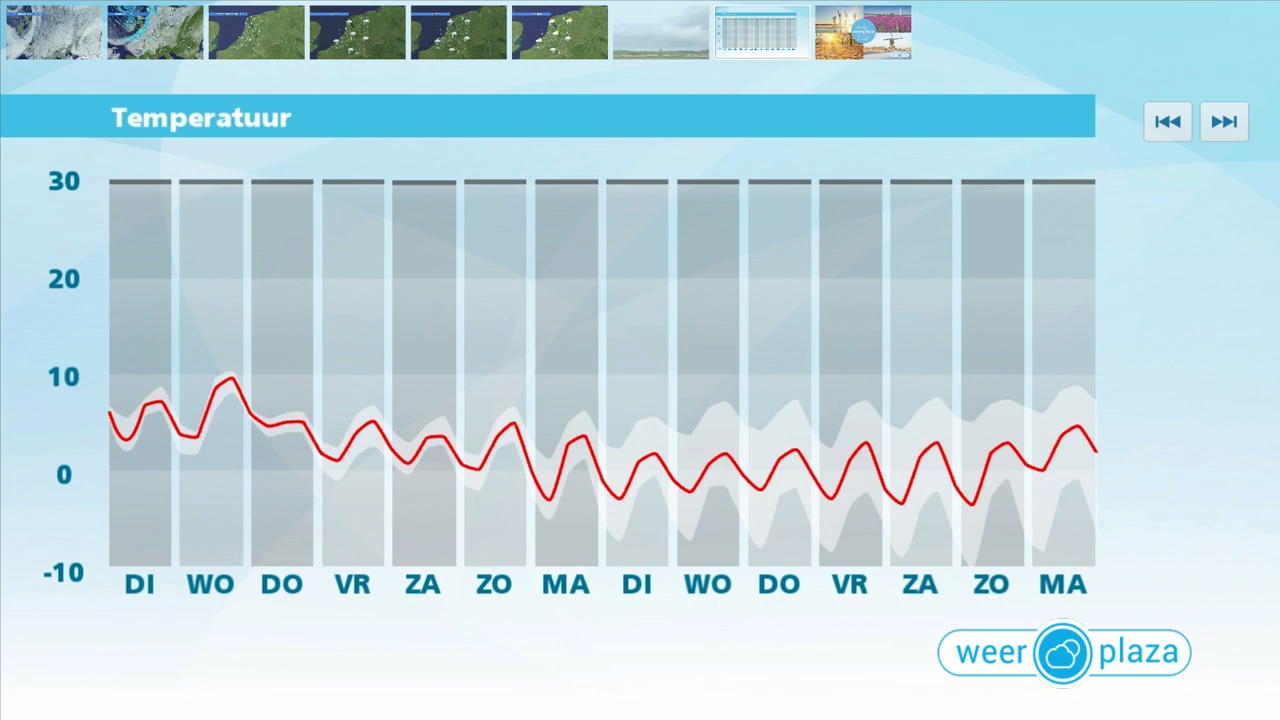 Temperatuur
30
20
10
0
-10
DI WO DO VR ZA ZO MA DI WO DO VR ZA ZO MA
weer plaza